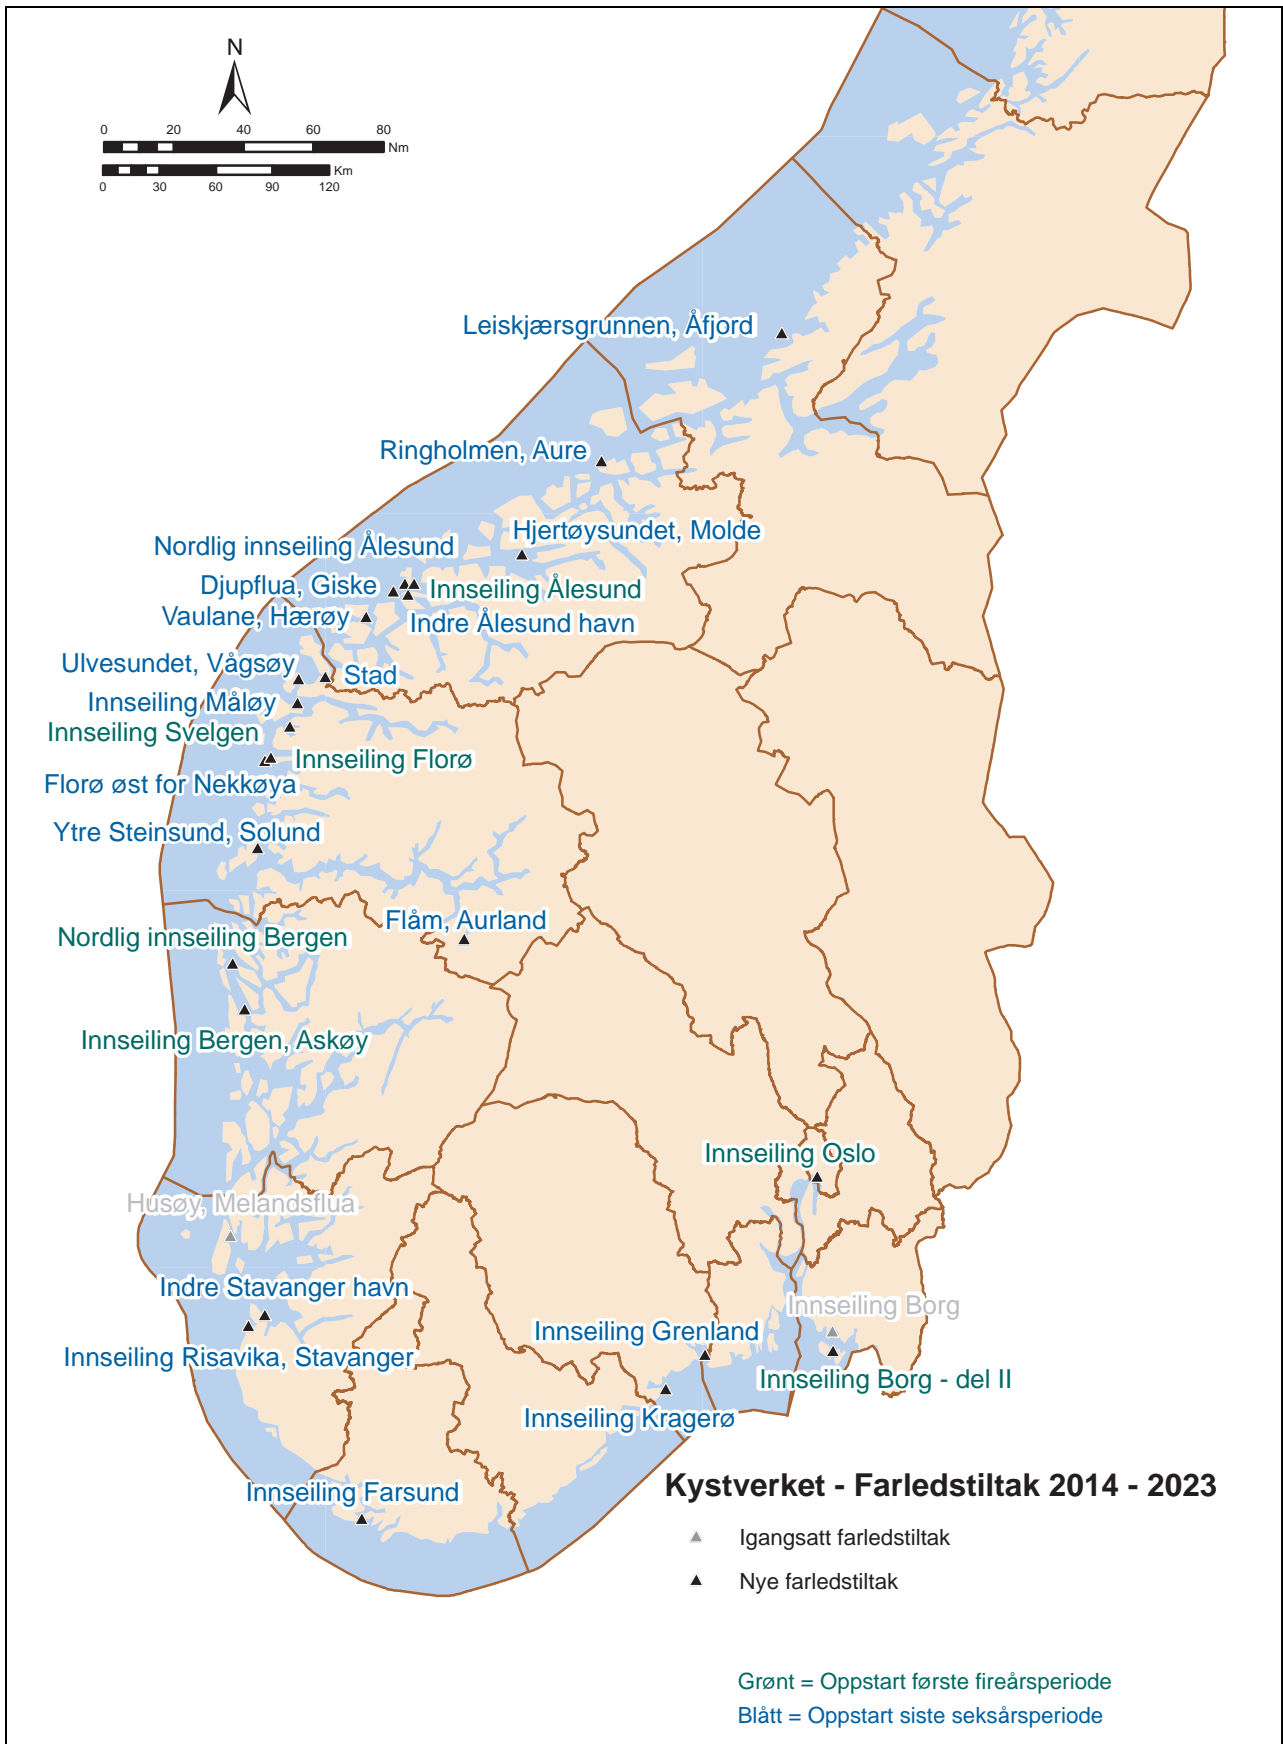 N
0 20 40 60 80
Nm
Km
0 30 60 90 120
Leiskjærsgrunnen, Åfjord
Ringholmen, Aure
Hjertøysundet, Molde
Nordlig innseiling Ålesund
Djupflua, Giske
Innseiling Ålesund
Vaulane, Hærøy
Indre Ålesund havn
Ulvesundet, Vågsøy
Stad
Innseiling Måløy
Innseiling Svelgen
Innseiling Florø
Florø øst for Nekkøya
Ytre Steinsund, Solund
Flåm, Aurland
Nordlig innseiling Bergen
Innseiling Bergen, Askøy
Innseiling Oslo
Husøy, Melandsflua
Indre Stavanger havn
Innseiling Borg
Innseiling Grenland
Innseiling Risavika, Stavanger
Innseiling Borg - del II
Innseiling Kragerø
Innseiling Farsund
Kystverket - Farledstiltak 2014 - 2023
Igangsatt farledstiltak
Nye farledstiltak
Grønt = Oppstart første fireårsperiode
Blått = Oppstart siste seksårsperiode